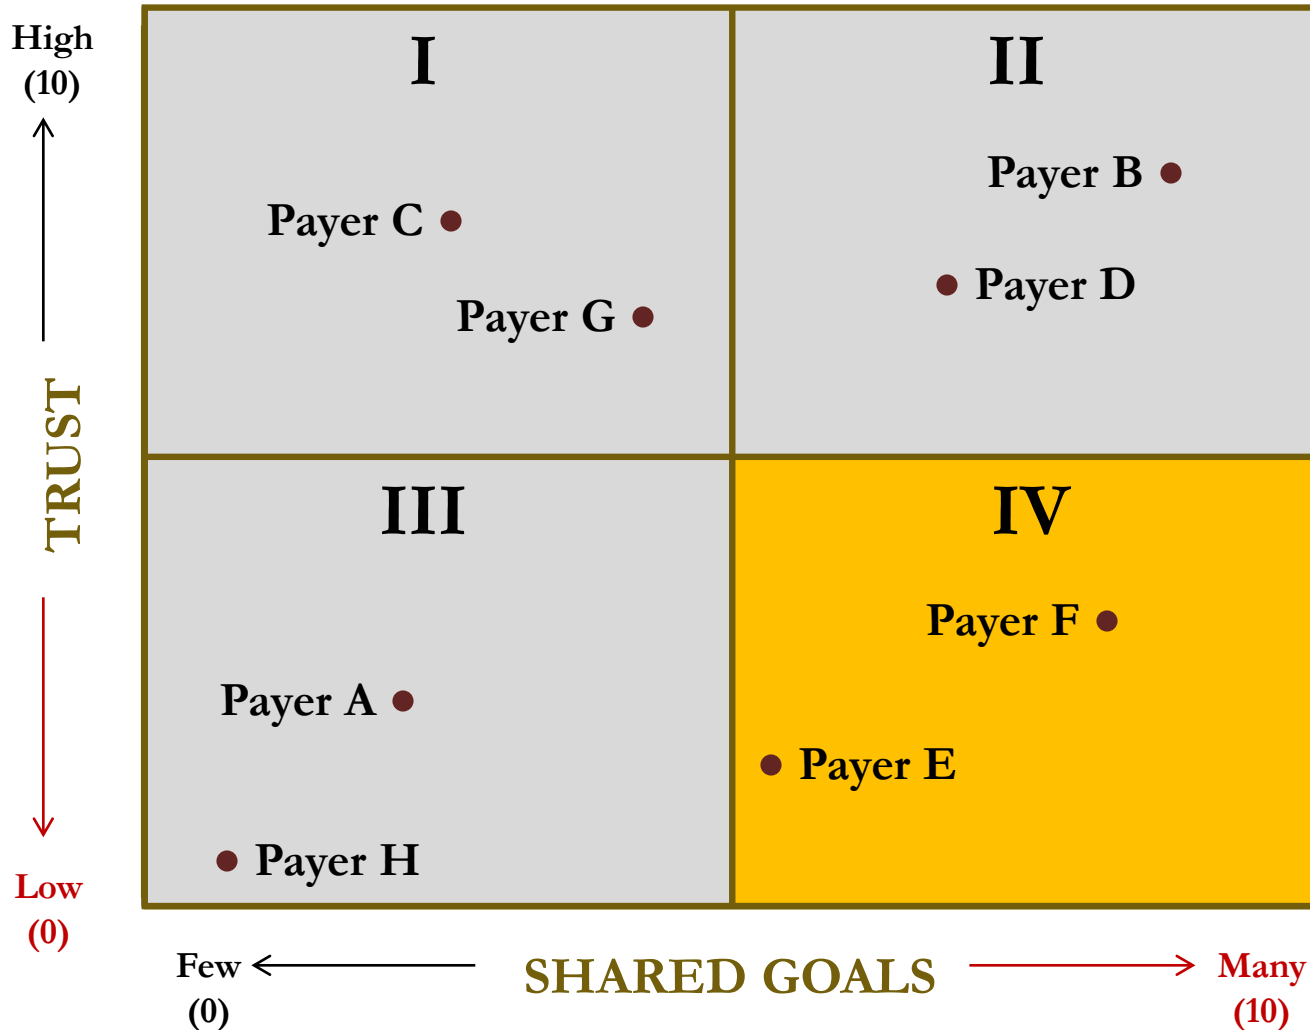 High
(10)
I
II
Payer B
Payer C
Payer D
Payer G
TRUST
III
IV
Payer F
Payer A
Payer E
Payer H
Low
(0)
Few
(0)
SHARED GOALS
Many
(10)